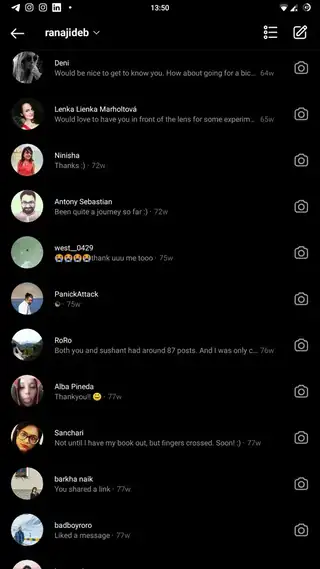 13:50
ranajideb
Deni
Would be nice to get to know you. How about going for a bic... 64w
Lenka Lienka Marholtová
Would love to have you in front of the lens for some experim... 65w
Ninisha
Thanks :) · 72w
Antony Sebastian
Been quite a journey so far ;) · 72w
west__0429
😭😭😭😭thank uuu me tooo · 75w
PanickAttack
· 75w
RoRo
Both you and sushant had around 87 posts. And I was only c... 76w
Alba Pineda
Thankyou!! 😊 · 77w
Sanchari
Not until I have my book out, but fingers crossed. Soon! :) · 77w
barkha naik
You shared a link · 77w
badboyroro
Liked a message · 77w